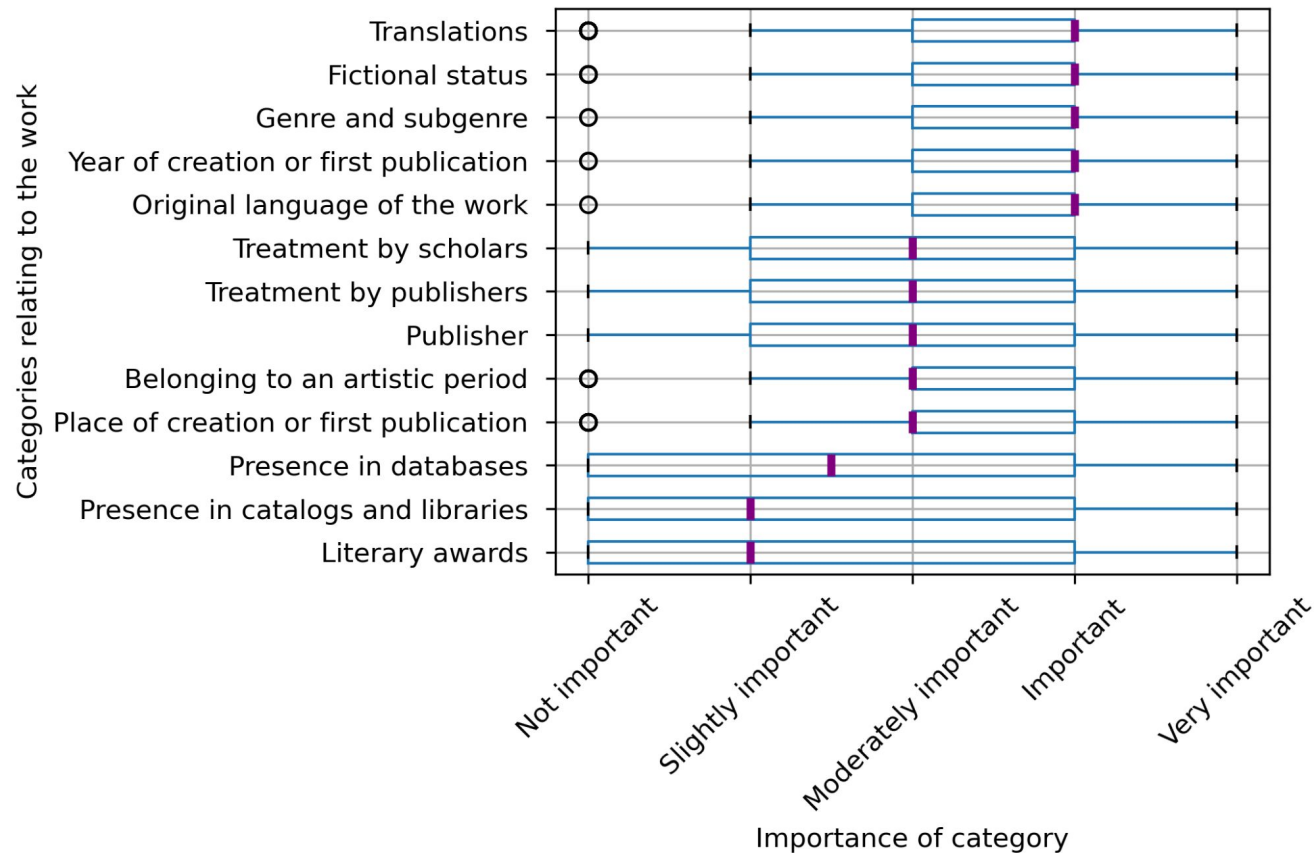 Categories relating to the work
Translations
Fictional status
Genre and subgenre
Year of creation or first publication
Original language of the work
Treatment by scholars
Treatment by publishers
Publisher
Belonging to an artistic period
Place of creation or first publication
Presence in databases
Presence in catalogs and libraries
Literary awards
Not important
Slightly important
Moderately important
Important
Very important
Importance of category